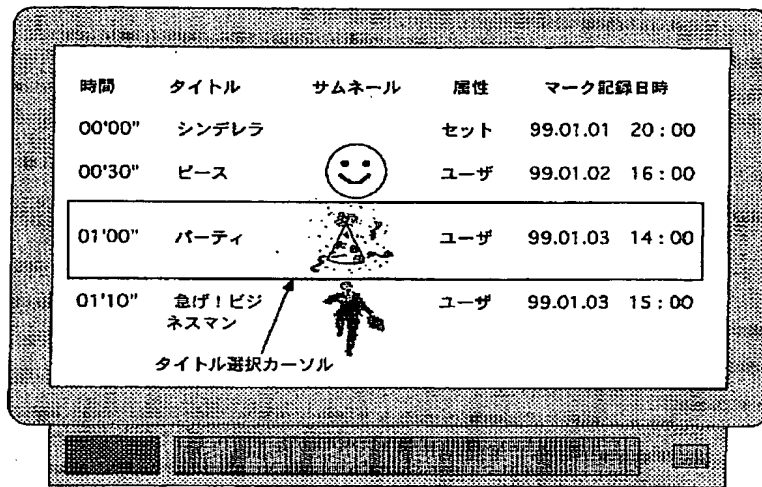 時間 タイトル サムネール 属性 マーク記録日時
00'00" シンデレラ セット 99.01.01 20:00
00'30" ピース ユーザ 99.01.02 16:00
01'00" パーティ ユーザ 99.01.03 14:00
01'10" 急げ!ビジ ユーザ 99.01.03 15:00
ネスマン
タイトル選択カーソル